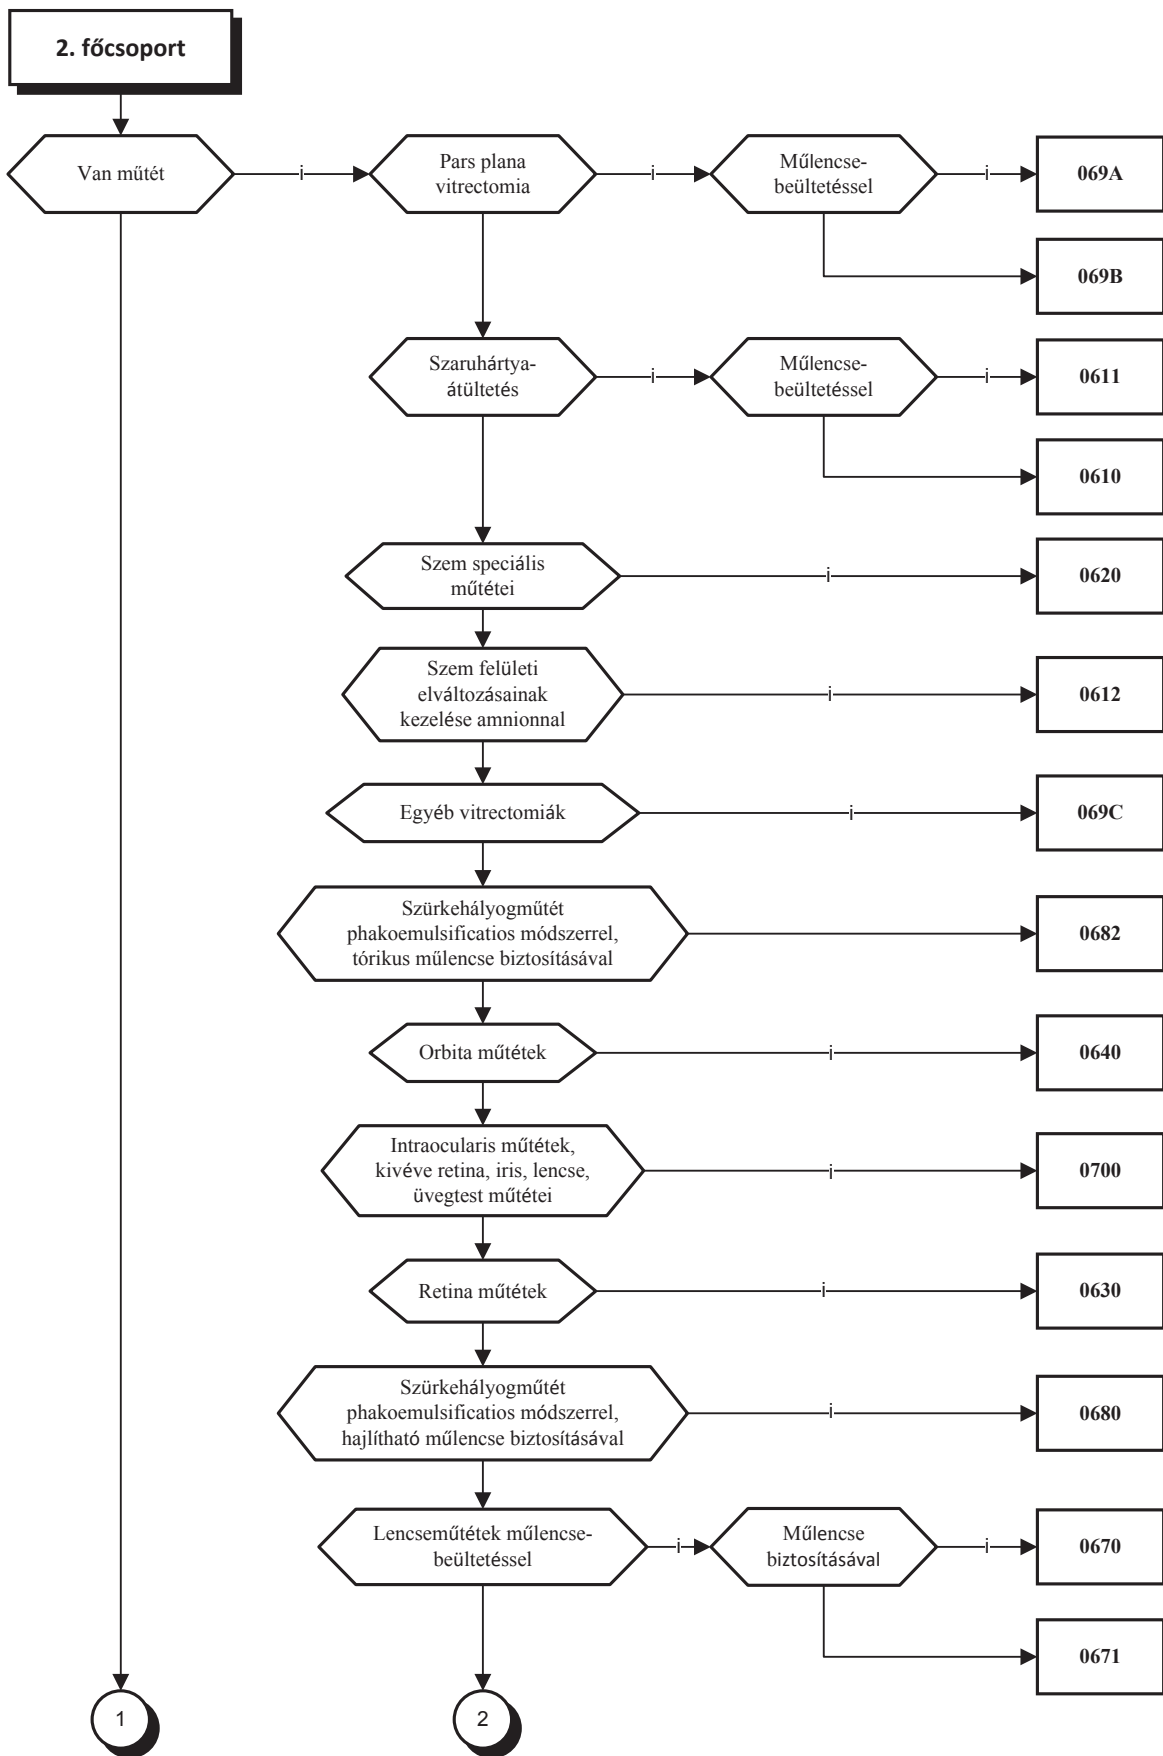 2. főcsoport
Van műtét
i
Pars plana
vitrectomia
i
Műlencse-
beültetéssel
i
069A
069B
Szaruhártya-
átültetés
i
Műlencse-
beültetéssel
i
0611
0610
Szem speciális
műtétei
i
0620
Szem felületi
elváltozásainak
kezelése amnionnal
i
0612
Egyéb vitrectomiák
i
069C
Szürkehályogműtét
phakoemulsificatios módszerrel,
tórikus műlencse biztosításával
0682
Orbita műtétek
i
0640
Intraocularis műtétek,
kivéve retina, iris, lencse,
üvegtest műtétei
i
0700
Retina műtétek
i
0630
Szürkehályogműtét
phakoemulsificatios módszerrel,
hajlítható műlencse biztosításával
i
0680
Lencseműtétek műlencse-
beültetéssel
i
Műlencse
biztosításával
i
0670
0671
1
2